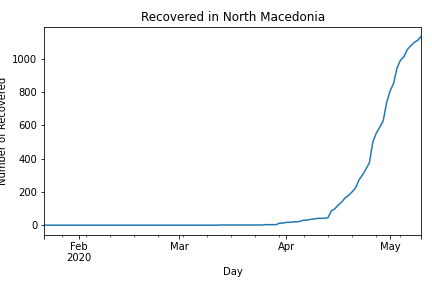 Recovered in North Macedonia
Number of Recovered
1000
800
600
400
200
0
Feb
2020
Mar
Apr
May
Day